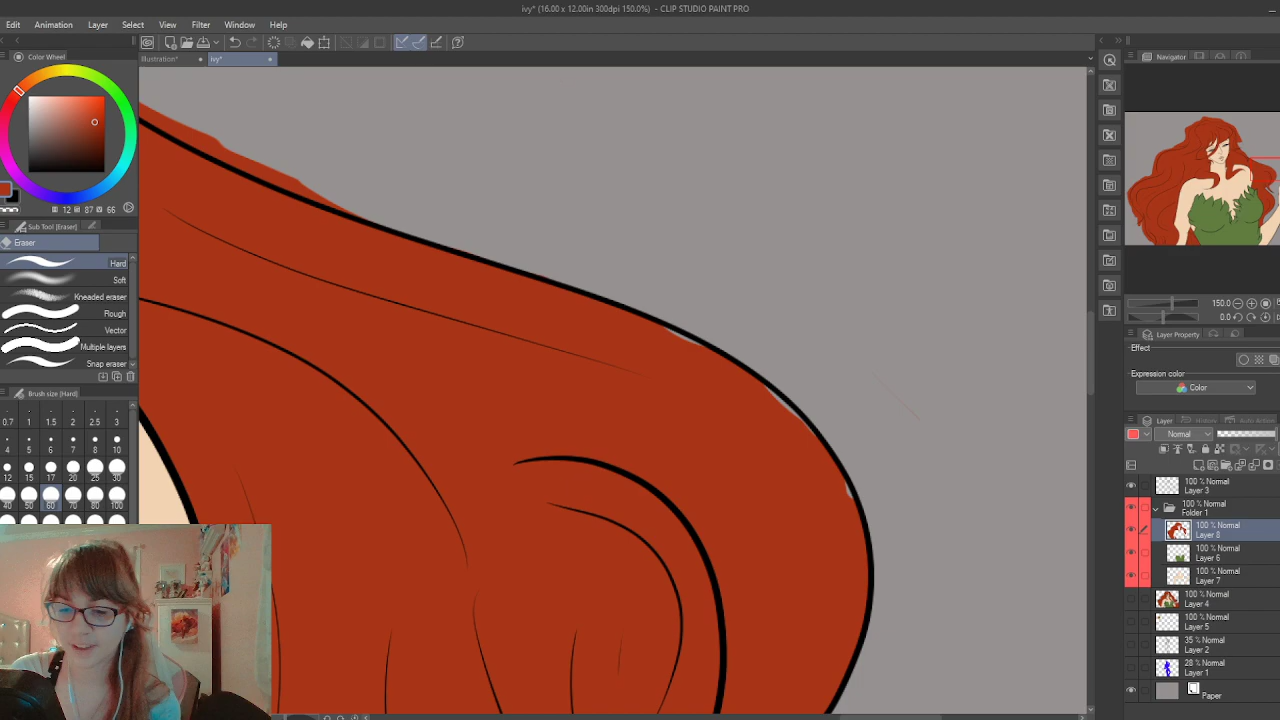 ivy* (16.00 x 12.00in 300dpi 150.0%) - CLIP STUDIO PAINT PRO
Edit Animation Layer Select View Filter Window Help
Color Wheel
Illustration* ivy*
Navigator
12 87 66
Sub Tool [Eraser]
Eraser
Hard
Soft
Kneaded eraser
Rough
Vector
Multiple layers
Snap eraser
Brush size [Hard]
0.7 1 1.5 2 2.5 3
4 5 6 7 8 10
12 15 17 20 25 30
40 50 60 70 80 100
150.0
0.0
Layer Property
Effect
Expression color
Color
Layer History Auto Action
Normal
100 % Normal
Layer 3
100 % Normal
Folder 1
100 % Normal
Layer 8
100 % Normal
Layer 6
100 % Normal
Layer 7
100 % Normal
Layer 4
100 % Normal
Layer 5
35 % Normal
Layer 2
28 % Normal
Layer 1
Paper